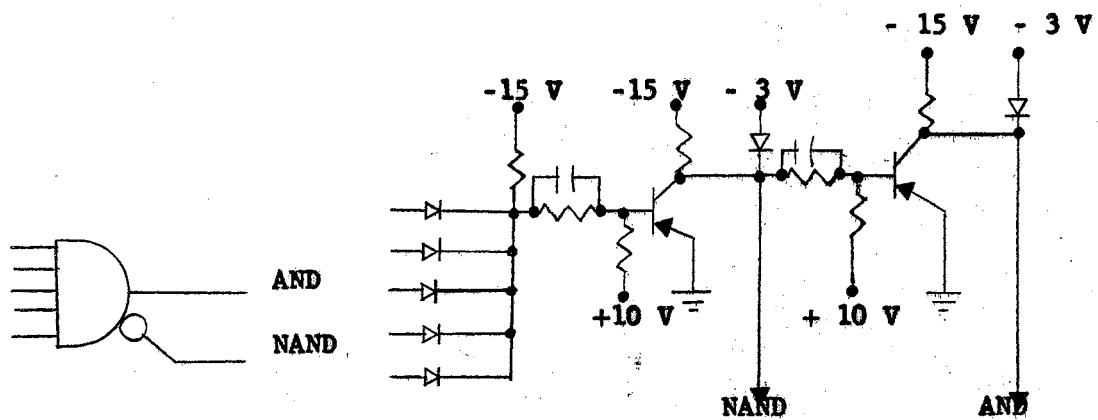 - 15 V - 3 V
-15 V -15 V - 3 V
AND
NAND
+10 V + 10 V
NAND AND